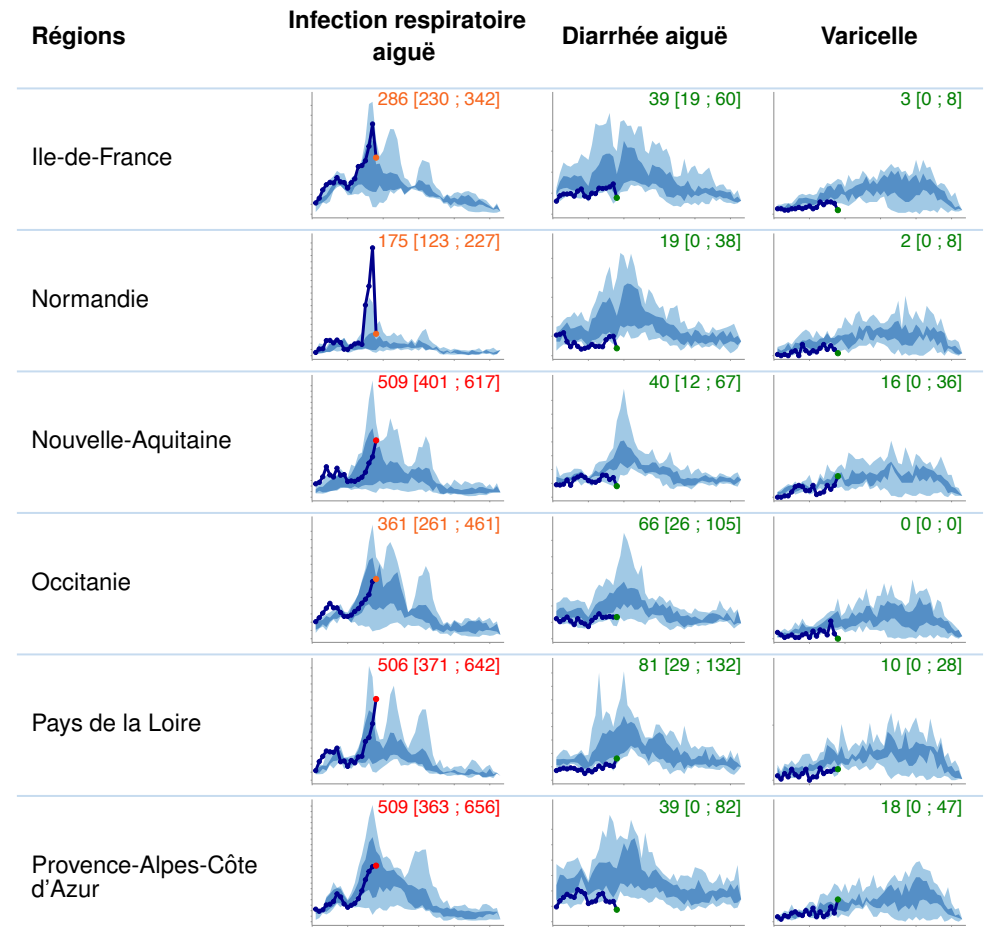 Régions
Infection respiratoire
aiguë
Diarrhée aiguë
Varicelle
Ile-de-France
286 [230 ; 342]
39 [19 ; 60]
3 [0 ; 8]
Normandie
175 [123 ; 227]
19 [0 ; 38]
2 [0 ; 8]
Nouvelle-Aquitaine
509 [401 ; 617]
40 [12 ; 67]
16 [0 ; 36]
Occitanie
361 [261 ; 461]
66 [26 ; 105]
0 [0 ; 0]
Pays de la Loire
506 [371 ; 642]
81 [29 ; 132]
10 [0 ; 28]
Provence-Alpes-Côte
d'Azur
509 [363 ; 656]
39 [0 ; 82]
18 [0 ; 47]